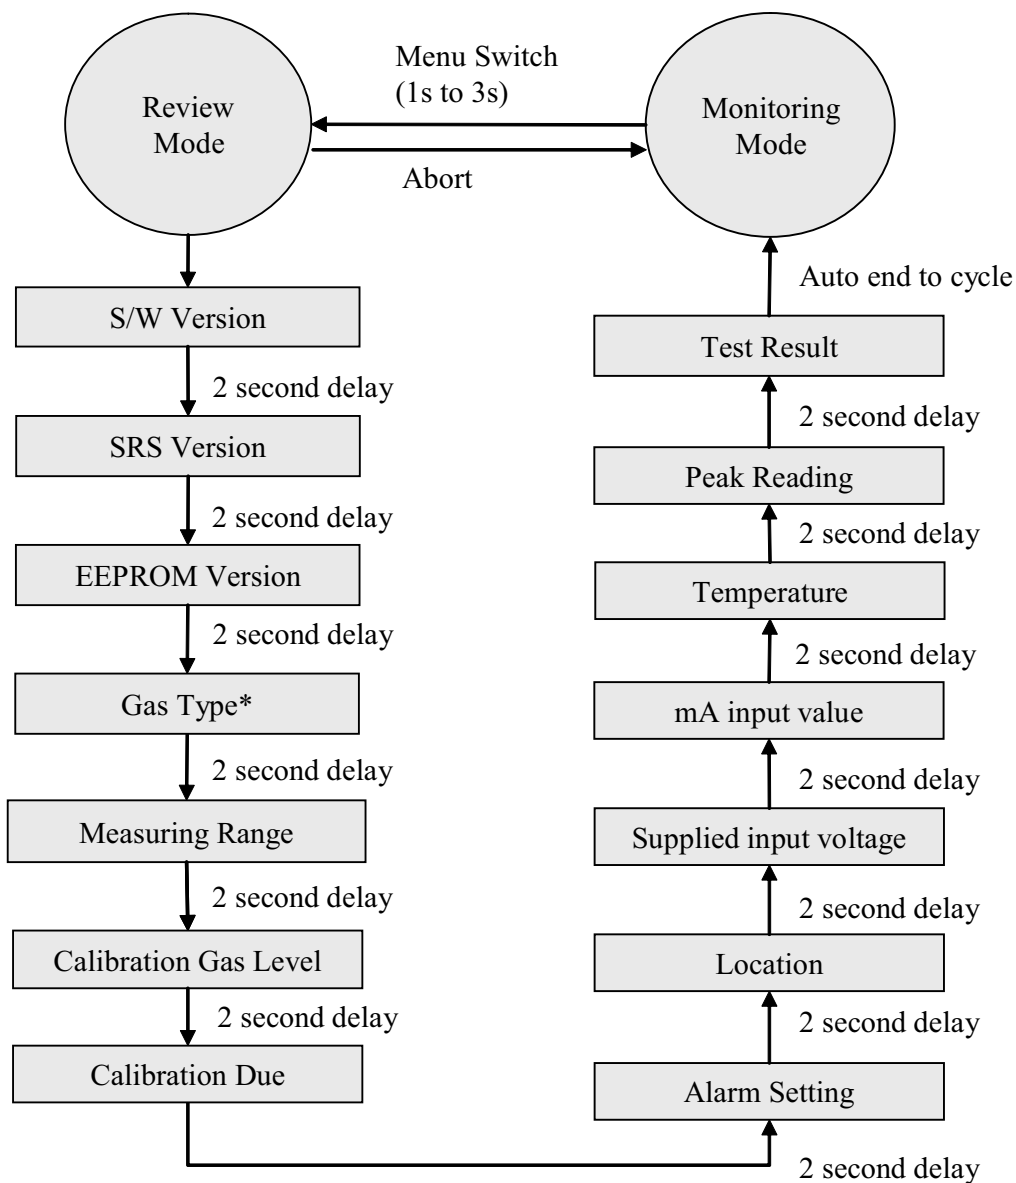 Review
Mode
Menu Switch
(1s to 3s)
Abort
Monitoring
Mode
S/W Version
2 second delay
SRS Version
2 second delay
EEPROM Version
2 second delay
Gas Type*
2 second delay
Measuring Range
2 second delay
Calibration Gas Level
2 second delay
Calibration Due
2 second delay
Alarm Setting
2 second delay
Location
2 second delay
Supplied input voltage
2 second delay
mA input value
2 second delay
Temperature
2 second delay
Peak Reading
2 second delay
Test Result
Auto end to cycle